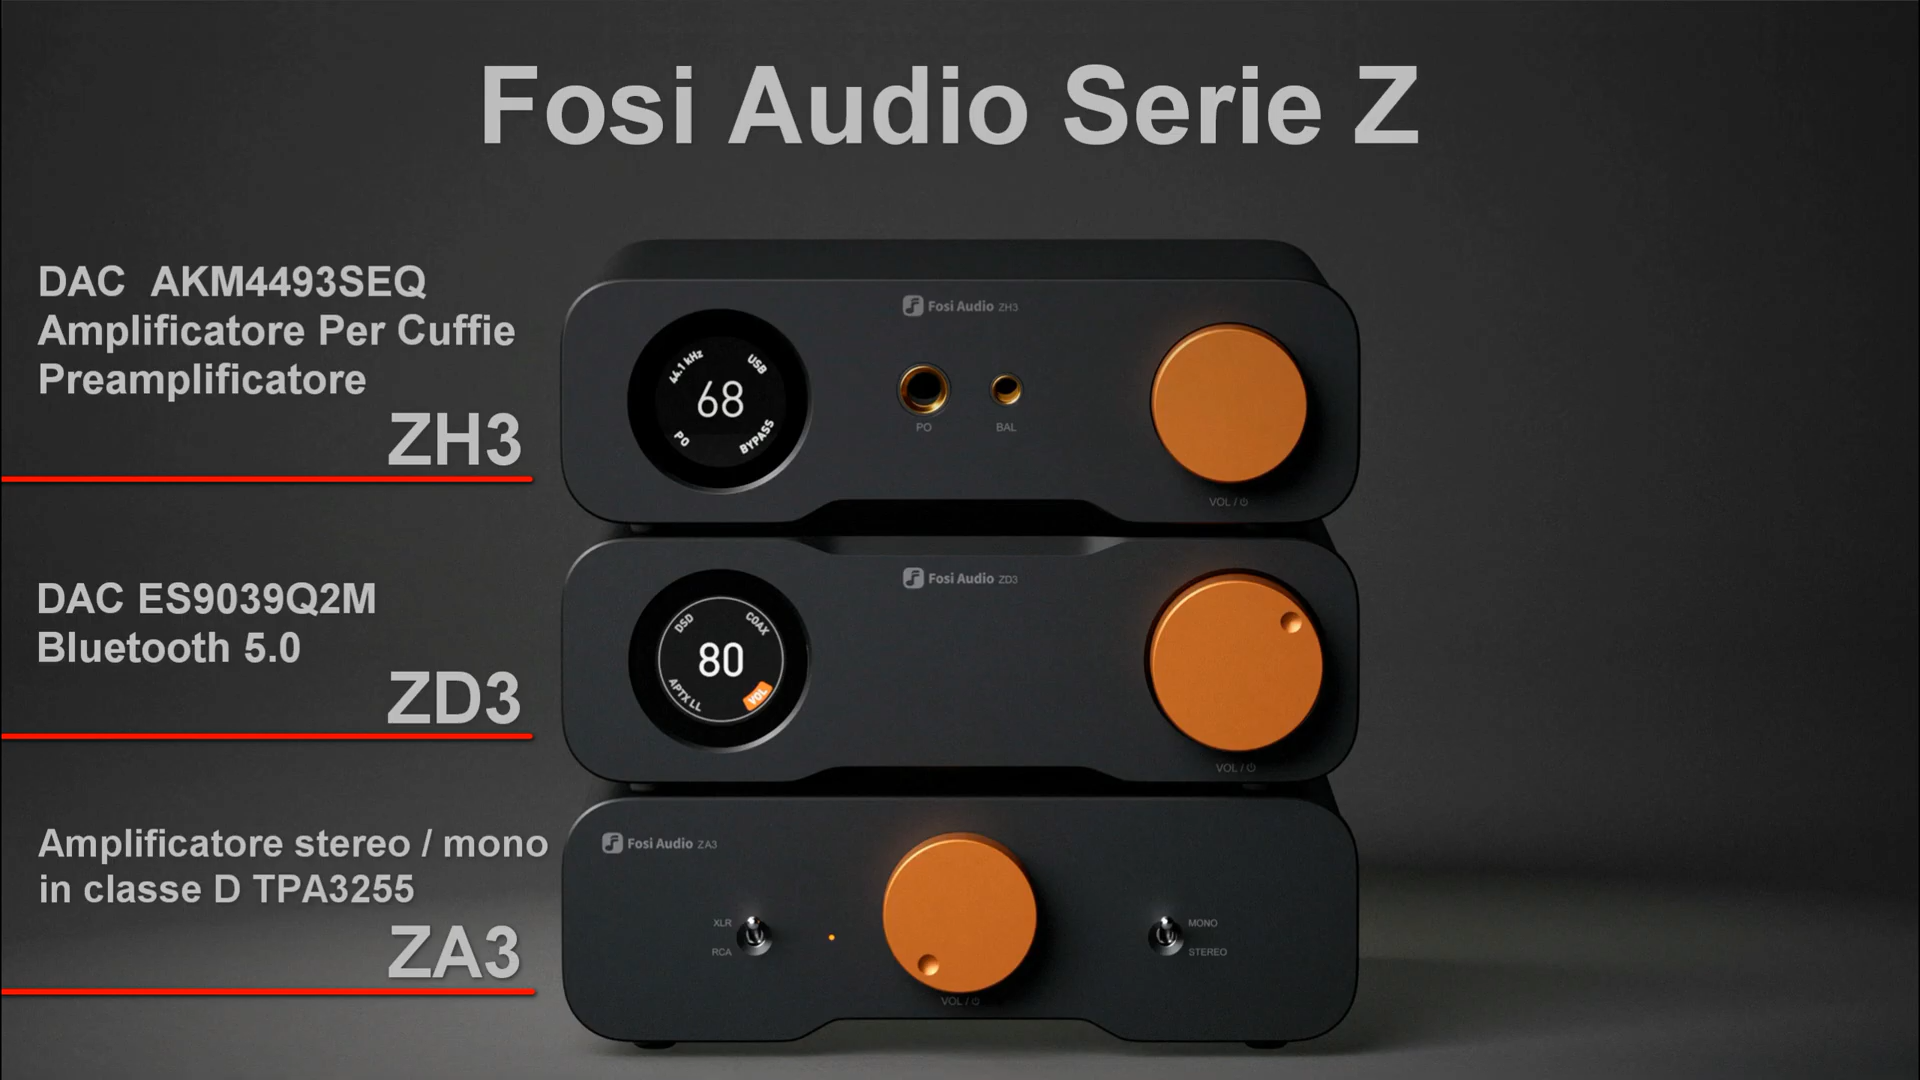 Fosi Audio Serie Z
DAC AKM4493SEQ
Amplificatore Per Cuffie
Preamplificatore
ZH3
Fosi Audio ZH3
44.1 kHz
USB
68
PO
BYPASS
PO
BAL
VOL / ⏻
DAC ES9039Q2M
Bluetooth 5.0
ZD3
Fosi Audio ZD3
DSD
COAX
80
APTX LL
VOL
VOL / ⏻
Amplificatore stereo / mono
in classe D TPA3255
ZA3
Fosi Audio ZA3
XLR
RCA
MONO
STEREO
VOL / ⏻